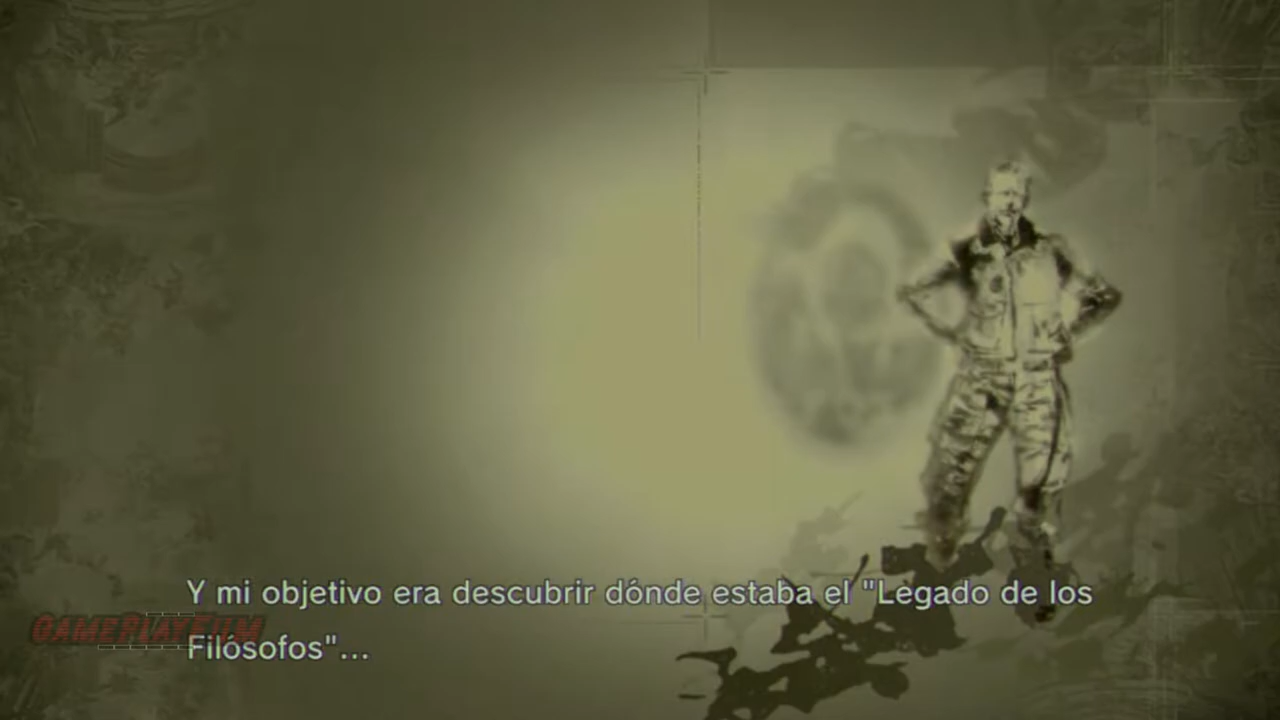 Y mi objetivo era descubrir dónde estaba el "Legado de los
Filósofos"...
GAMEPLAYFILM